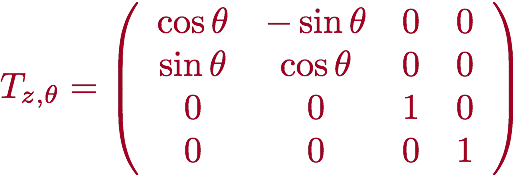 T_{z,θ} = ( cos θ   − sin θ   0   0
sin θ   cos θ   0   0
0   0   1   0
0   0   0   1 )